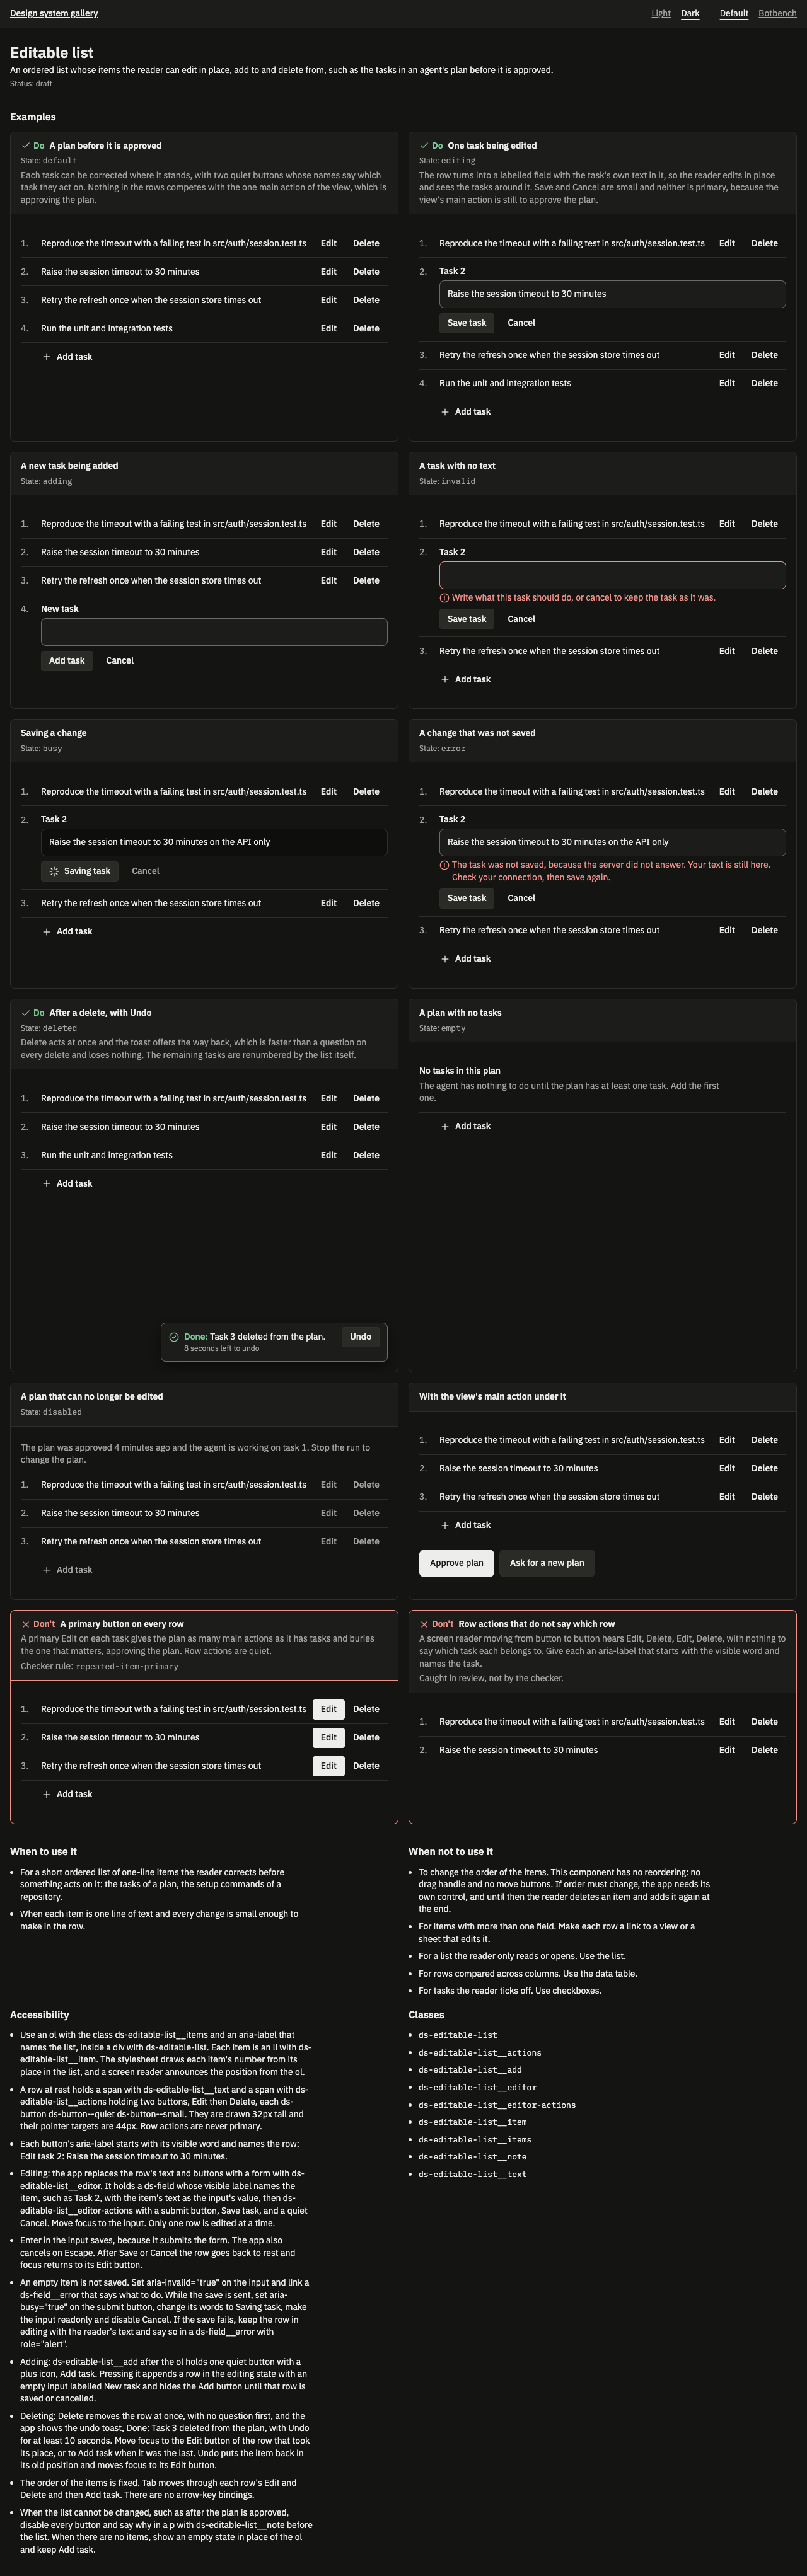 Design system gallery
Light Dark Default Botbench
Editable list
An ordered list whose items the reader can edit in place, add to and delete from, such as the tasks in an agent's plan before it is approved.
Status: draft
Examples
Do A plan before it is approved
State: default
Each task can be corrected where it stands, with two quiet buttons whose names say which
task they act on. Nothing in the rows competes with the one main action of the view, which is
approving the plan.
1. Reproduce the timeout with a failing test in src/auth/session.test.ts Edit Delete
2. Raise the session timeout to 30 minutes Edit Delete
3. Retry the refresh once when the session store times out Edit Delete
4. Run the unit and integration tests Edit Delete
Add task
Do One task being edited
State: editing
The row turns into a labelled field with the task's own text in it, so the reader edits in place
and sees the tasks around it. Save and Cancel are small and neither is primary, because the
view's main action is still to approve the plan.
1. Reproduce the timeout with a failing test in src/auth/session.test.ts Edit Delete
2. Task 2
Raise the session timeout to 30 minutes
Save task Cancel
3. Retry the refresh once when the session store times out Edit Delete
4. Run the unit and integration tests Edit Delete
Add task
A new task being added
State: adding
1. Reproduce the timeout with a failing test in src/auth/session.test.ts Edit Delete
2. Raise the session timeout to 30 minutes Edit Delete
3. Retry the refresh once when the session store times out Edit Delete
4. New task
Add task Cancel
A task with no text
State: invalid
1. Reproduce the timeout with a failing test in src/auth/session.test.ts Edit Delete
2. Task 2
Write what this task should do, or cancel to keep the task as it was.
Save task Cancel
3. Retry the refresh once when the session store times out Edit Delete
Add task
Saving a change
State: busy
1. Reproduce the timeout with a failing test in src/auth/session.test.ts Edit Delete
2. Task 2
Raise the session timeout to 30 minutes on the API only
Saving task Cancel
3. Retry the refresh once when the session store times out Edit Delete
Add task
A change that was not saved
State: error
1. Reproduce the timeout with a failing test in src/auth/session.test.ts Edit Delete
2. Task 2
Raise the session timeout to 30 minutes on the API only
The task was not saved, because the server did not answer. Your text is still here.
Check your connection, then save again.
Save task Cancel
3. Retry the refresh once when the session store times out Edit Delete
Add task
Do After a delete, with Undo
State: deleted
Delete acts at once and the toast offers the way back, which is faster than a question on
every delete and loses nothing. The remaining tasks are renumbered by the list itself.
1. Reproduce the timeout with a failing test in src/auth/session.test.ts Edit Delete
2. Raise the session timeout to 30 minutes Edit Delete
3. Run the unit and integration tests Edit Delete
Add task
Done: Task 3 deleted from the plan. Undo
8 seconds left to undo
A plan with no tasks
State: empty
No tasks in this plan
The agent has nothing to do until the plan has at least one task. Add the first
one.
Add task
A plan that can no longer be edited
State: disabled
The plan was approved 4 minutes ago and the agent is working on task 1. Stop the run to
change the plan.
1. Reproduce the timeout with a failing test in src/auth/session.test.ts Edit Delete
2. Raise the session timeout to 30 minutes Edit Delete
3. Retry the refresh once when the session store times out Edit Delete
Add task
With the view's main action under it
1. Reproduce the timeout with a failing test in src/auth/session.test.ts Edit Delete
2. Raise the session timeout to 30 minutes Edit Delete
3. Retry the refresh once when the session store times out Edit Delete
Add task
Approve plan Ask for a new plan
Don't A primary button on every row
A primary Edit on each task gives the plan as many main actions as it has tasks and buries
the one that matters, approving the plan. Row actions are quiet.
Checker rule: repeated-item-primary
1. Reproduce the timeout with a failing test in src/auth/session.test.ts Edit Delete
2. Raise the session timeout to 30 minutes Edit Delete
3. Retry the refresh once when the session store times out Edit Delete
Add task
Don't Row actions that do not say which row
A screen reader moving from button to button hears Edit, Delete, Edit, Delete, with nothing to
say which task each belongs to. Give each an aria-label that starts with the visible word and
names the task.
Caught in review, not by the checker.
1. Reproduce the timeout with a failing test in src/auth/session.test.ts Edit Delete
2. Raise the session timeout to 30 minutes Edit Delete
When to use it
• For a short ordered list of one-line items the reader corrects before
something acts on it: the tasks of a plan, the setup commands of a
repository.
• When each item is one line of text and every change is small enough to
make in the row.
When not to use it
• To change the order of the items. This component has no reordering: no
drag handle and no move buttons. If order must change, the app needs its
own control, and until then the reader deletes an item and adds it again at
the end.
• For items with more than one field. Make each row a link to a view or a
sheet that edits it.
• For a list the reader only reads or opens. Use the list.
• For rows compared across columns. Use the data table.
• For tasks the reader ticks off. Use checkboxes.
Accessibility
• Use an ol with the class ds-editable-list__items and an aria-label that
names the list, inside a div with ds-editable-list. Each item is an li with ds-
editable-list__item. The stylesheet draws each item's number from its
place in the list, and a screen reader announces the position from the ol.
• A row at rest holds a span with ds-editable-list__text and a span with ds-
editable-list__actions holding two buttons, Edit then Delete, each ds-
button ds-button--quiet ds-button--small. They are drawn 32px tall and
their pointer targets are 44px. Row actions are never primary.
• Each button's aria-label starts with its visible word and names the row:
Edit task 2: Raise the session timeout to 30 minutes.
• Editing: the app replaces the row's text and buttons with a form with ds-
editable-list__editor. It holds a ds-field whose visible label names the
item, such as Task 2, with the item's text as the input's value, then ds-
editable-list__editor-actions with a submit button, Save task, and a quiet
Cancel. Move focus to the input. Only one row is edited at a time.
• Enter in the input saves, because it submits the form. The app also
cancels on Escape. After Save or Cancel the row goes back to rest and
focus returns to its Edit button.
• An empty item is not saved. Set aria-invalid="true" on the input and link a
ds-field__error that says what to do. While the save is sent, set aria-
busy="true" on the submit button, change its words to Saving task, make
the input readonly and disable Cancel. If the save fails, keep the row in
editing with the reader's text and say so in a ds-field__error with
role="alert".
• Adding: ds-editable-list__add after the ol holds one quiet button with a
plus icon, Add task. Pressing it appends a row in the editing state with an
empty input labelled New task and hides the Add button until that row is
saved or cancelled.
• Deleting: Delete removes the row at once, with no question first, and the
app shows the undo toast, Done: Task 3 deleted from the plan, with Undo
for at least 10 seconds. Move focus to the Edit button of the row that took
its place, or to Add task when it was the last. Undo puts the item back in
its old position and moves focus to its Edit button.
• The order of the items is fixed. Tab moves through each row's Edit and
Delete and then Add task. There are no arrow-key bindings.
• When the list cannot be changed, such as after the plan is approved,
disable every button and say why in a p with ds-editable-list__note before
the list. When there are no items, show an empty state in place of the ol
and keep Add task.
Classes
• ds-editable-list
• ds-editable-list__actions
• ds-editable-list__add
• ds-editable-list__editor
• ds-editable-list__editor-actions
• ds-editable-list__item
• ds-editable-list__items
• ds-editable-list__note
• ds-editable-list__text